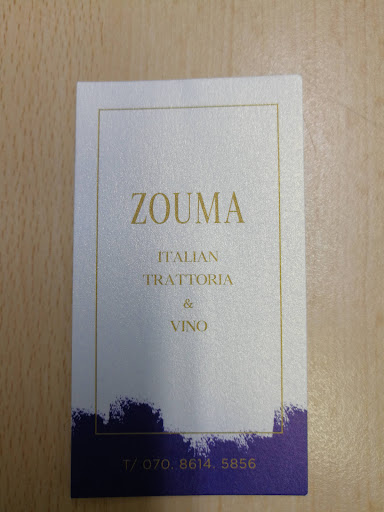 ZOUMA
ITALIAN
TRATTORIA
&
VINO
T/ 070. 8614. 5856